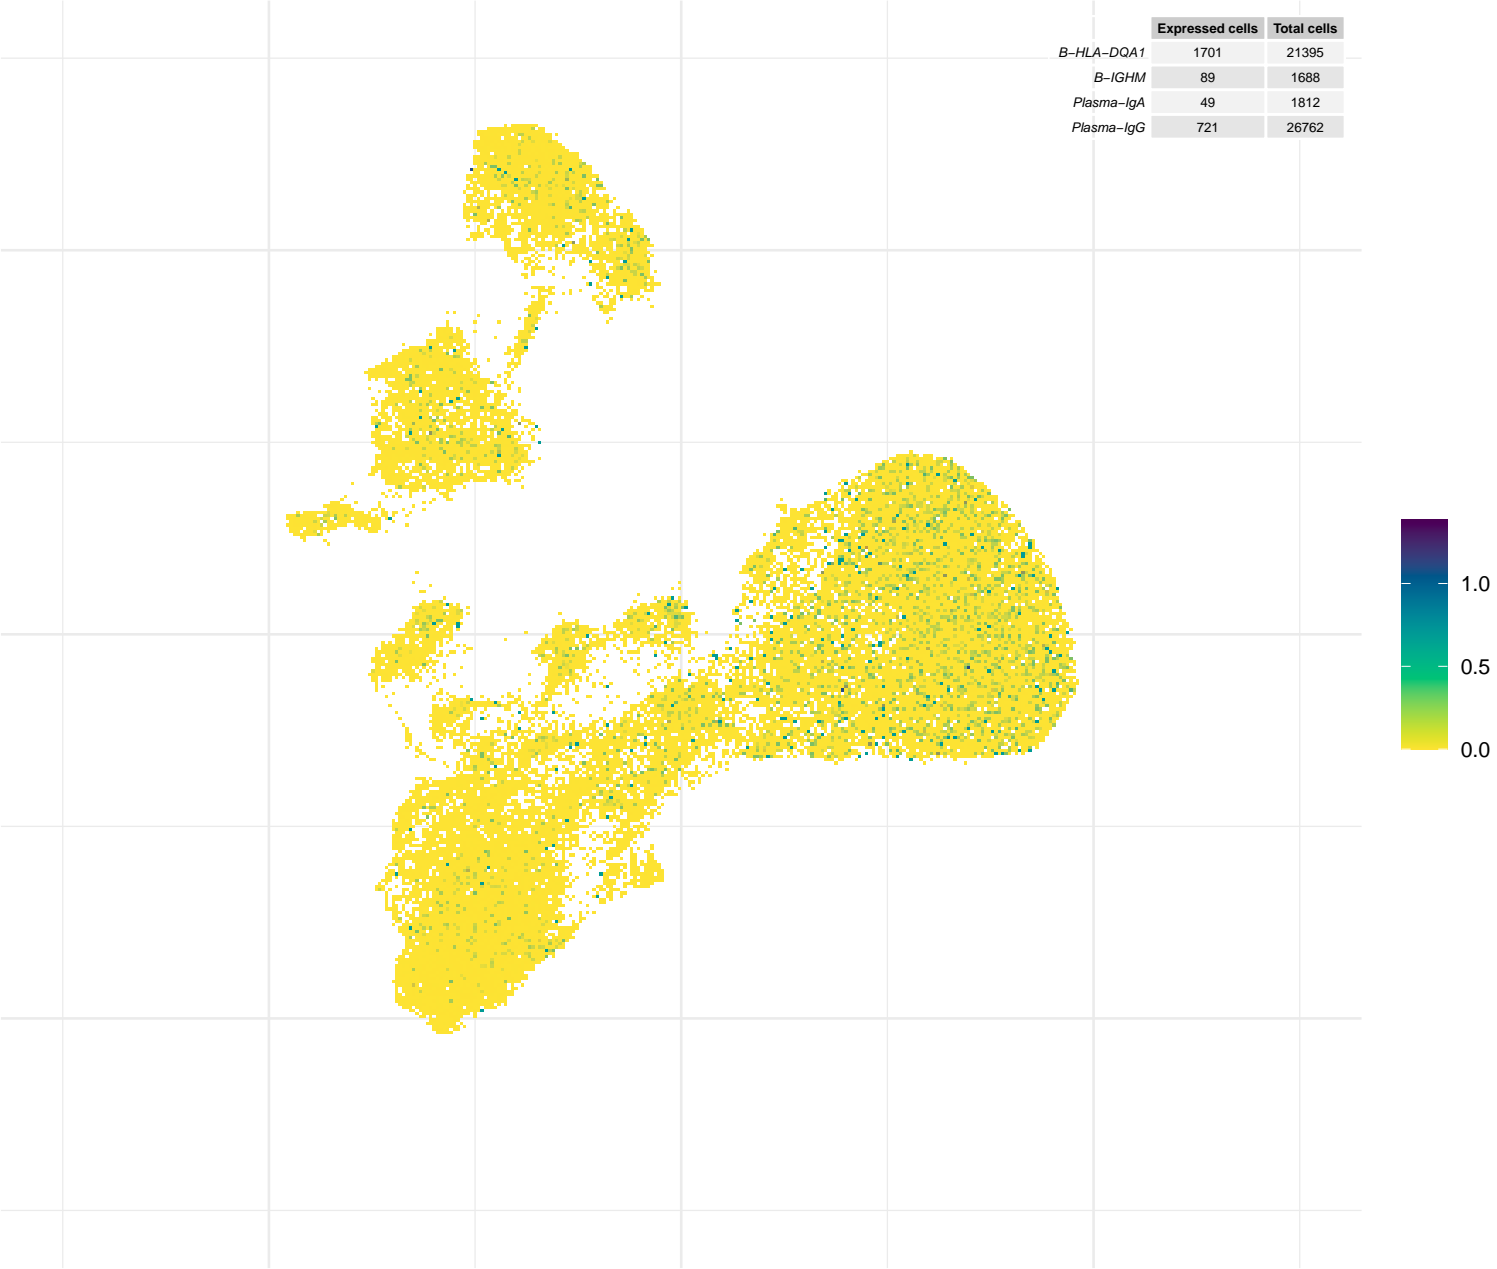 Expressed cells Total cells
B−HLA−DQA1 1701 21395
B−IGHM 89 1688
Plasma−IgA 49 1812
Plasma−IgG 721 26762
1.0
0.5
0.0